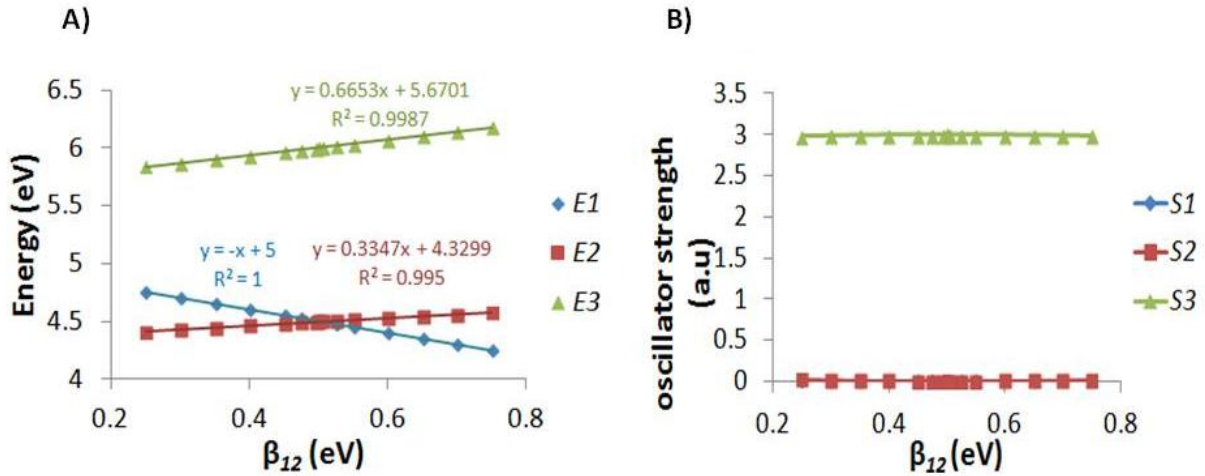 A)
6.5
6
5.5
5
4.5
4
Energy (eV)
y = 0.6653x + 5.6701
R² = 0.9987
y = -x + 5
R² = 1
y = 0.3347x + 4.3299
R² = 0.995
0.2 0.4 0.6 0.8
β12 (eV)
E1
E2
E3
B)
3.5
3
2.5
2
1.5
1
0.5
0
oscillator strength
(a.u)
0.2 0.4 0.6 0.8
β12 (eV)
S1
S2
S3